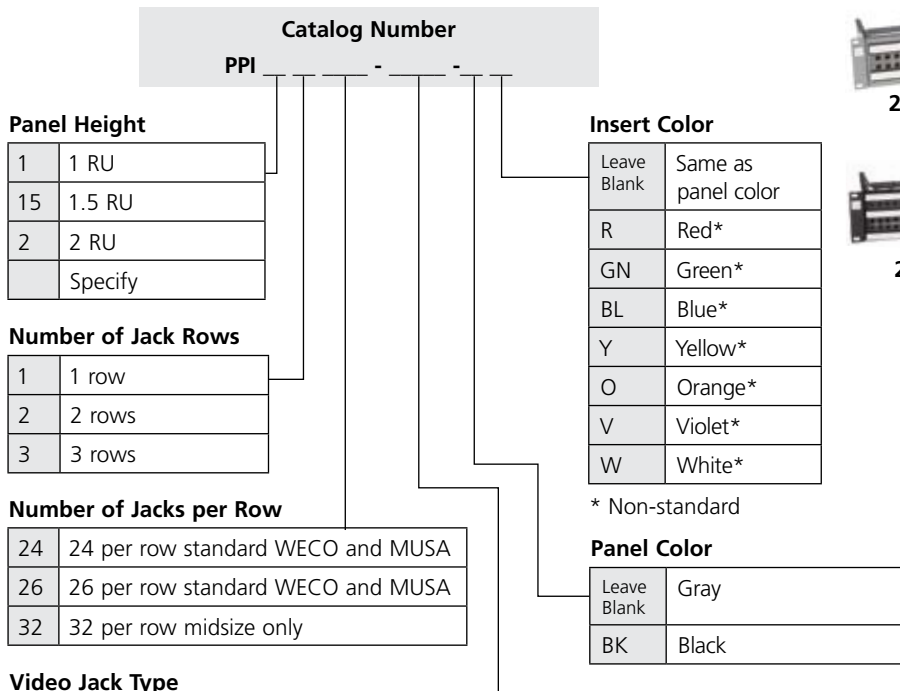 Catalog Number
PPI __ __ ___ - ____ -__ __
Panel Height
1 1 RU
15 1.5 RU
2 2 RU
Specify
Number of Jack Rows
1 1 row
2 2 rows
3 3 rows
Number of Jacks per Row
24 24 per row standard WECO and MUSA
26 26 per row standard WECO and MUSA
32 32 per row midsize only
Video Jack Type
Insert Color
Leave Blank Same as
panel color
R Red*
GN Green*
BL Blue*
Y Yellow*
O Orange*
V Violet*
W White*
* Non-standard
Panel Color
Leave Blank Gray
BK Black
2